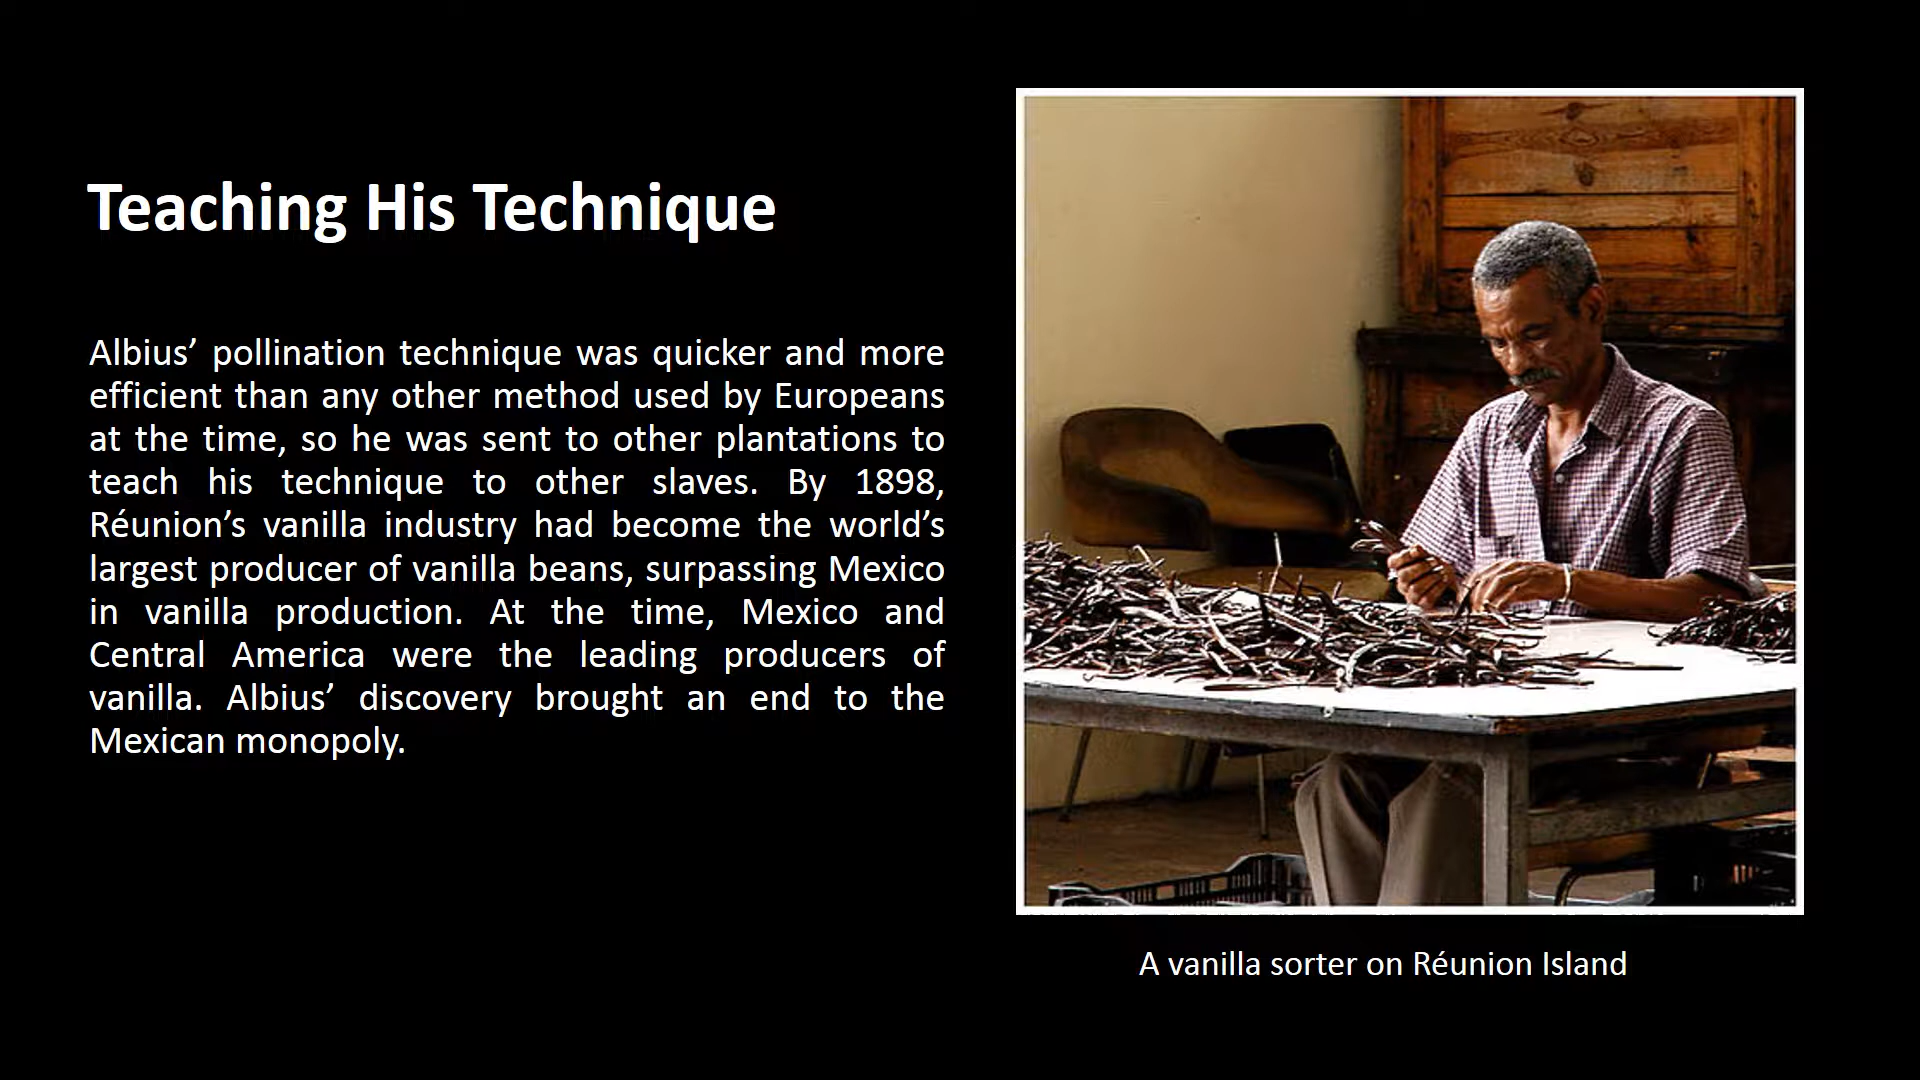 Teaching His Technique
Albius’ pollination technique was quicker and more
efficient than any other method used by Europeans
at the time, so he was sent to other plantations to
teach his technique to other slaves. By 1898,
Réunion’s vanilla industry had become the world’s
largest producer of vanilla beans, surpassing Mexico
in vanilla production. At the time, Mexico and
Central America were the leading producers of
vanilla. Albius’ discovery brought an end to the
Mexican monopoly.
A vanilla sorter on Réunion Island